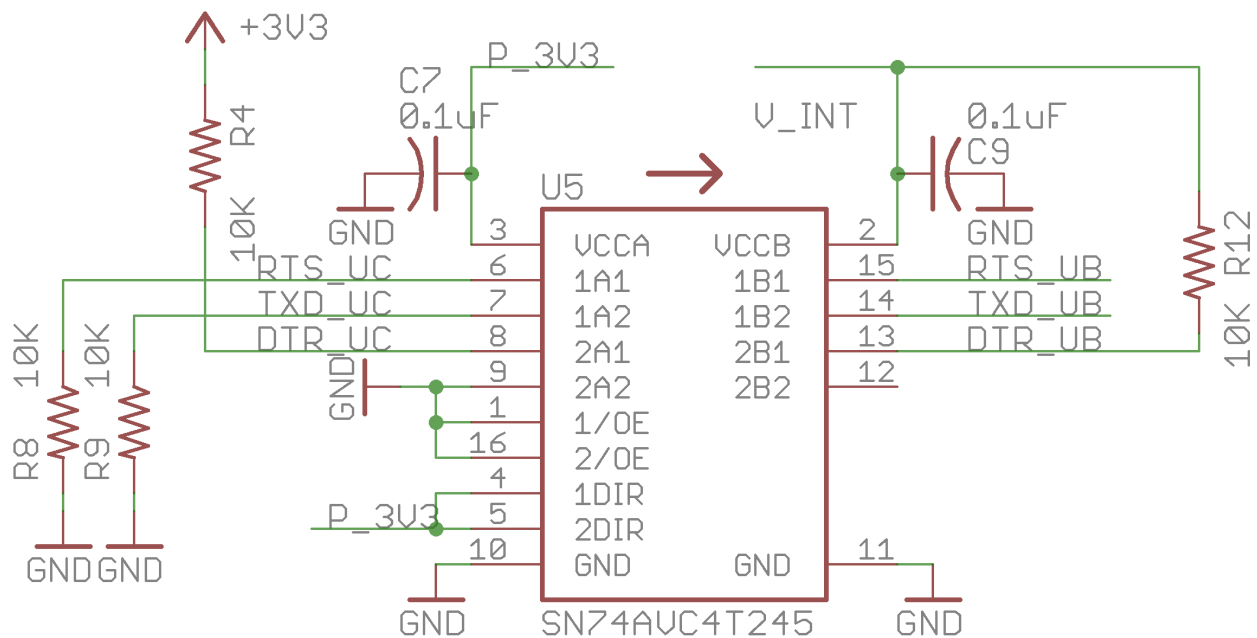 +3V3
P_3V3
C7
0.1uF
R4
10K
GND
V_INT
0.1uF
C9
GND
R12
10K
U5
3 VCCA VCCB 2
RTS_UC 6 1A1 1B1 15 RTS_UB
TXD_UC 7 1A2 1B2 14 TXD_UB
DTR_UC 8 2A1 2B1 13 DTR_UB
GND 9 2A2 2B2 12
1 1/OE
16 2/OE
4 1DIR
P_3V3 5 2DIR
10 GND GND 11
10K
10K
R8
R9
GND
GND
GND
SN74AVC4T245
GND